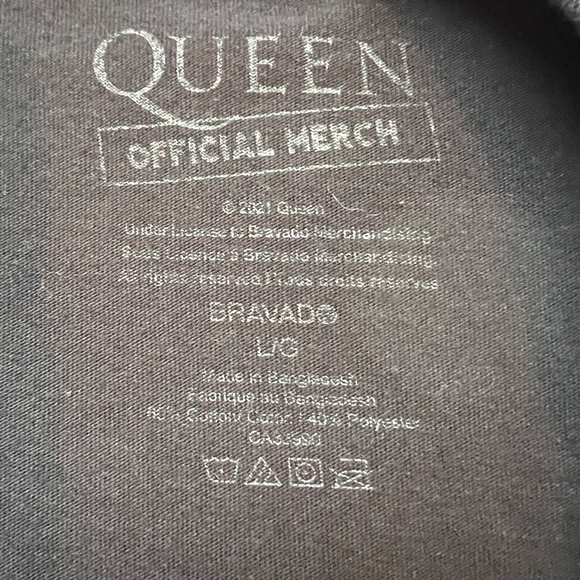 QUEEN
OFFICIAL MERCH
© 2021 Queen
Under License to Bravado Merchandising
Sous Licence à Bravado Merchandising
All rights reserved / Tous droits réservés
BRAVADO
L/G
Made in Bangladesh
Fabriqué au Bangladesh
60% Cotton/ Coton / 40% Polyester